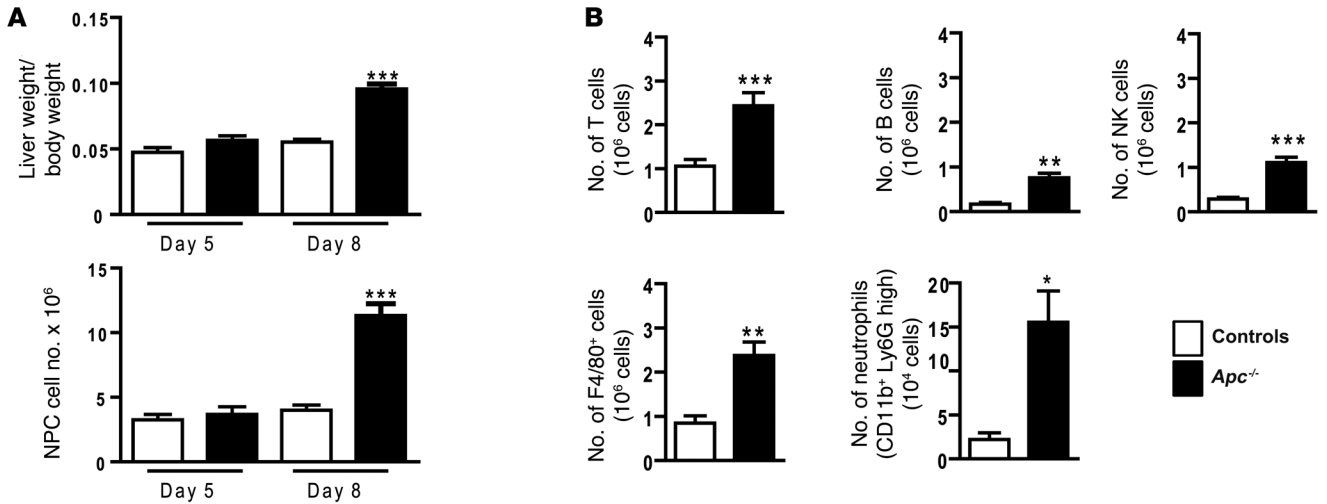 A
Liver weight/
body weight
0.15
0.10
0.05
0
***
Day 5
Day 8
NPC cell no. x 10⁶
15
10
5
0
***
Day 5
Day 8
B
No. of T cells
(10⁶ cells)
4
3
2
1
0
***
No. of B cells
(10⁶ cells)
4
3
2
1
0
**
No. of NK cells
(10⁶ cells)
4
3
2
1
0
***
No. of F4/80⁺ cells
(10⁶ cells)
4
3
2
1
0
**
No. of neutrophils
(CD11b⁺ Ly6G high)
(10⁴ cells)
20
15
10
5
0
*
Controls
Apc⁻/⁻